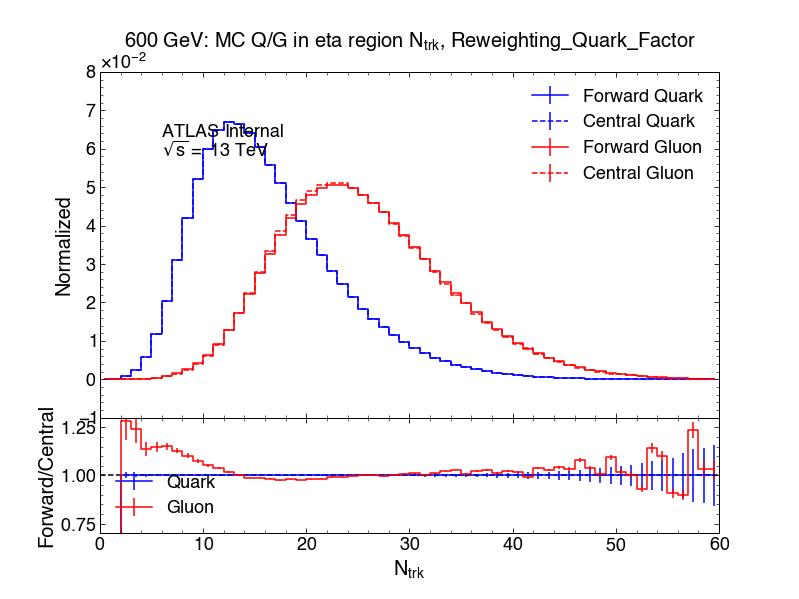 600 GeV: MC Q/G in eta region N_trk, Reweighting_Quark_Factor
×10⁻²
8
7
6
5
4
3
2
1
0
−1
Normalized
ATLAS Internal
√s = 13 TeV
Forward Quark
Central Quark
Forward Gluon
Central Gluon
1.25
1.00
0.75
Forward/Central
Quark
Gluon
0 10 20 30 40 50 60
N_trk